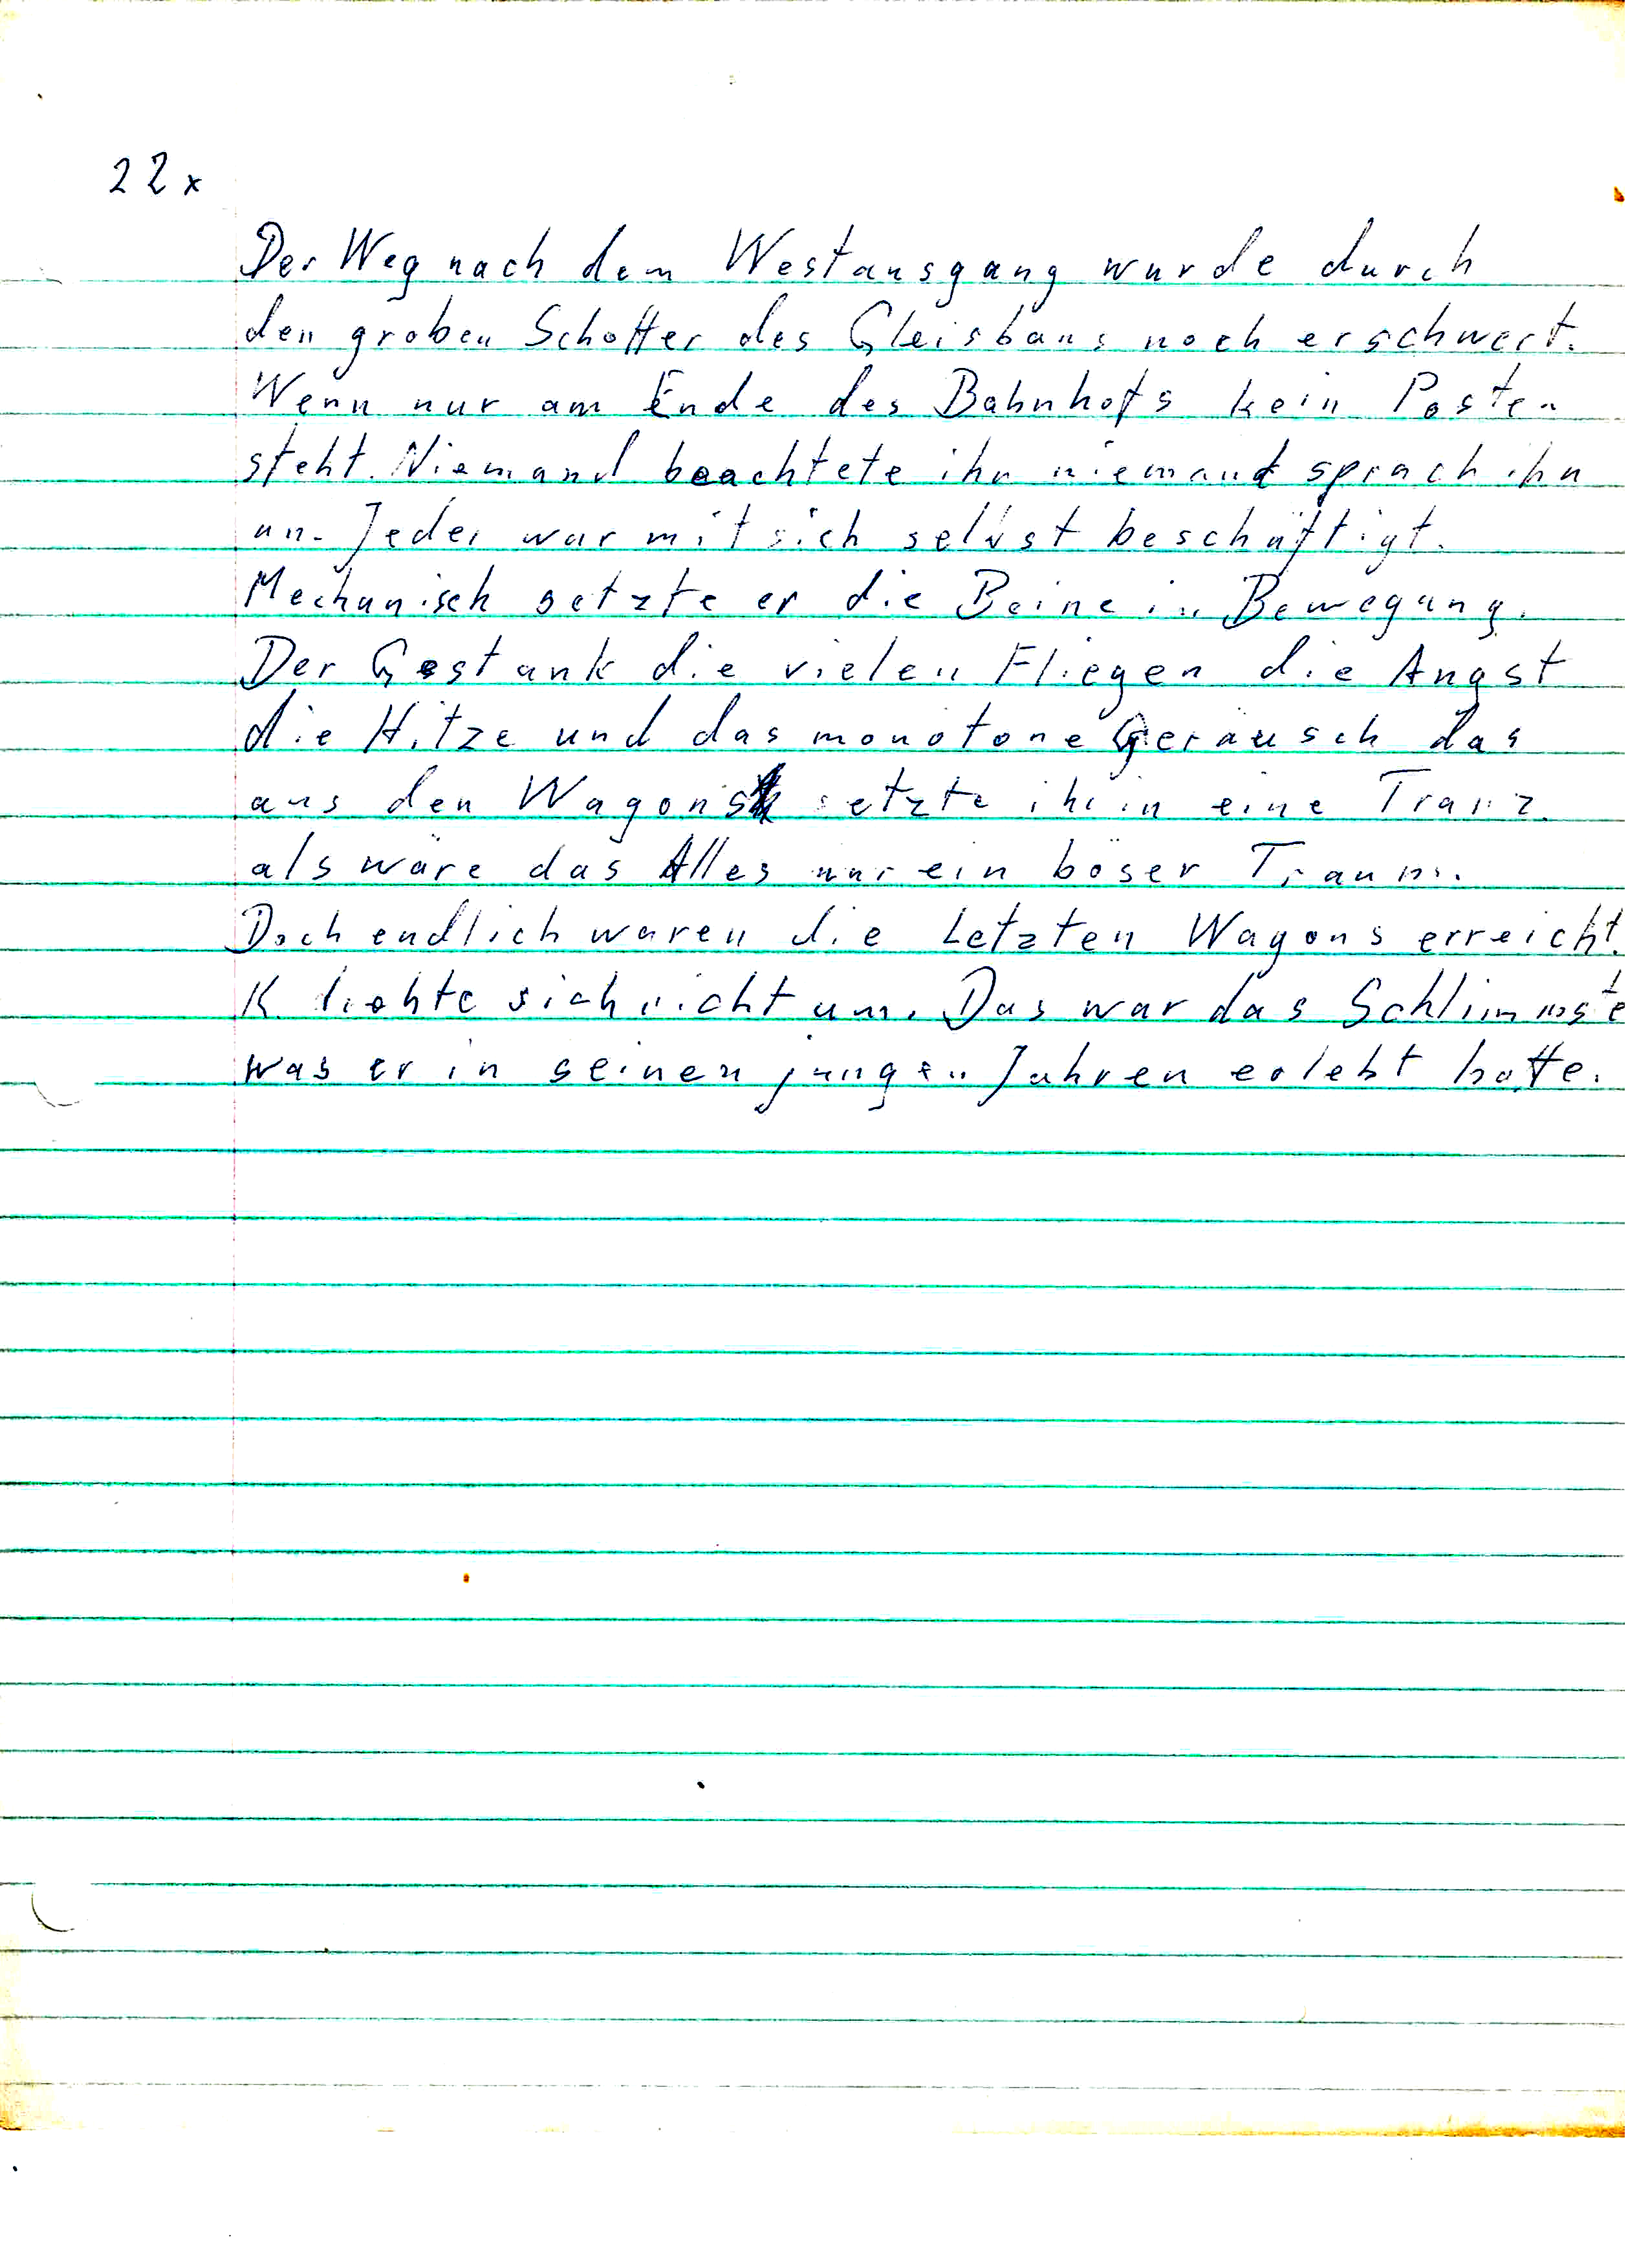 22x
Der Weg nach dem Westausgang wurde durch
den groben Schotter des Gleisbaus noch erschwert.
Wenn nur am Ende des Bahnhofs kein Posten
steht. Niemand beachtete ihn niemand sprach ihn
an. Jeder war mit sich selbst beschäftigt.
Mechanisch setzte er die Beine in Bewegung.
Der Gestank die vielen Fliegen die Angst
die Hitze und das monotone Geräusch das
aus den Wagons setzte ihn in eine Tranz
als wäre das Alles nur ein böser Traum.
Doch endlich waren die Letzten Wagons erreicht.
K. drehte sich nicht um. Das war das Schlimmste
was er in seinen jungen Jahren erlebt hatte.